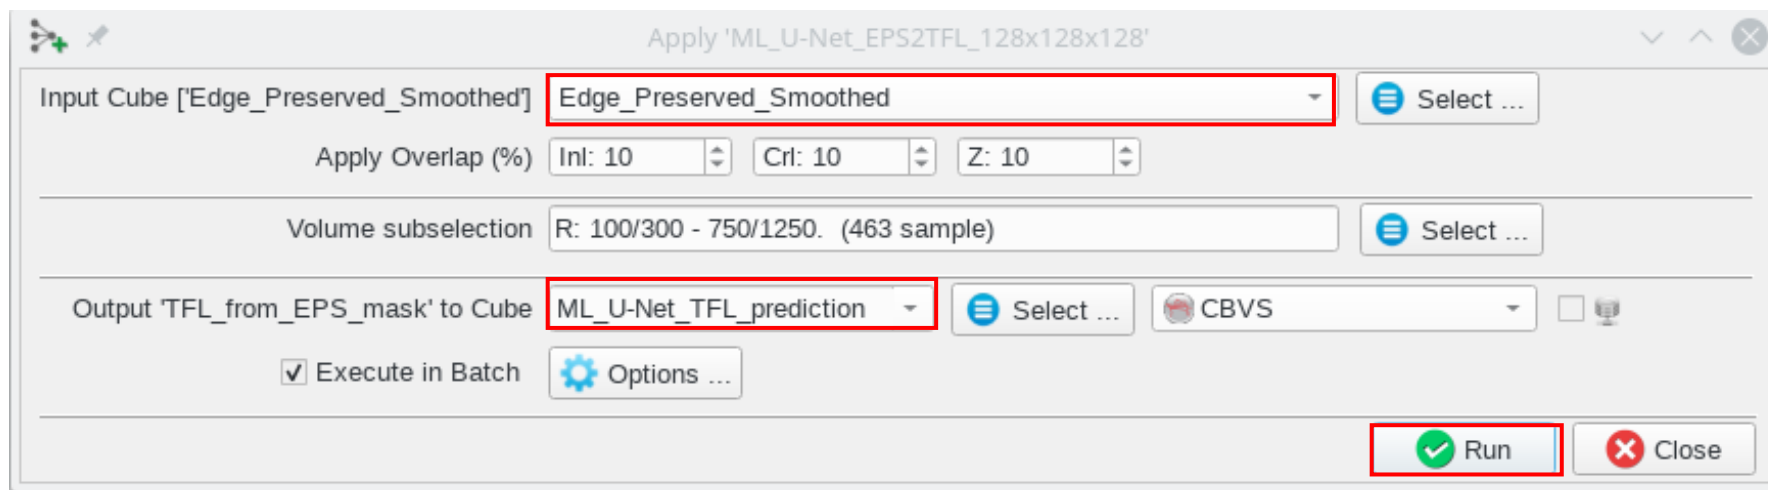 Apply 'ML_U-Net_EPS2TFL_128x128x128'
Input Cube ['Edge_Preserved_Smoothed'] Edge_Preserved_Smoothed Select ...
Apply Overlap (%) Inl: 10 Crl: 10 Z: 10
Volume subselection R: 100/300 - 750/1250. (463 sample) Select ...
Output 'TFL_from_EPS_mask' to Cube ML_U-Net_TFL_prediction Select ... CBVS
Execute in Batch Options ...
Run Close